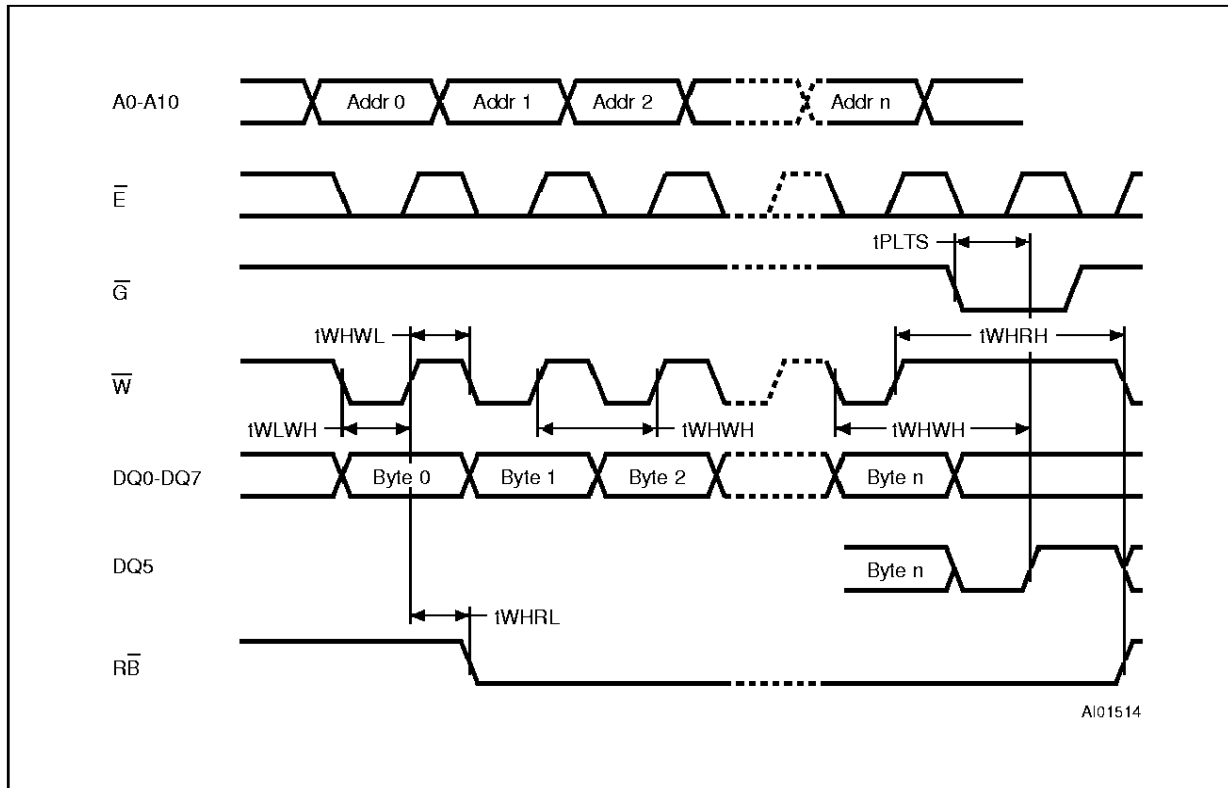 A0-A10
Addr 0
Addr 1
Addr 2
Addr n
E̅
tPLTS
G̅
tWHWL
tWHRH
W̅
tWLWH
tWHWH
tWHWH
DQ0-DQ7
Byte 0
Byte 1
Byte 2
Byte n
DQ5
Byte n
tWHRL
RB̅
AI01514